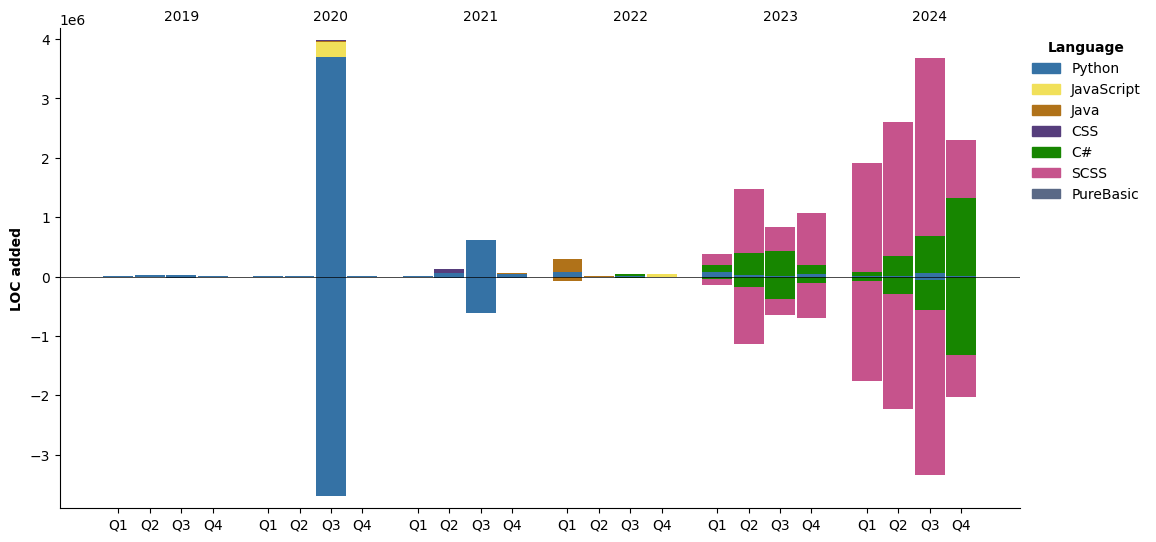 1e6
2019 2020 2021 2022 2023 2024
4
3
2
1
0
−1
−2
−3
LOC added
Q1 Q2 Q3 Q4 Q1 Q2 Q3 Q4 Q1 Q2 Q3 Q4 Q1 Q2 Q3 Q4 Q1 Q2 Q3 Q4 Q1 Q2 Q3 Q4
Language
Python
JavaScript
Java
CSS
C#
SCSS
PureBasic